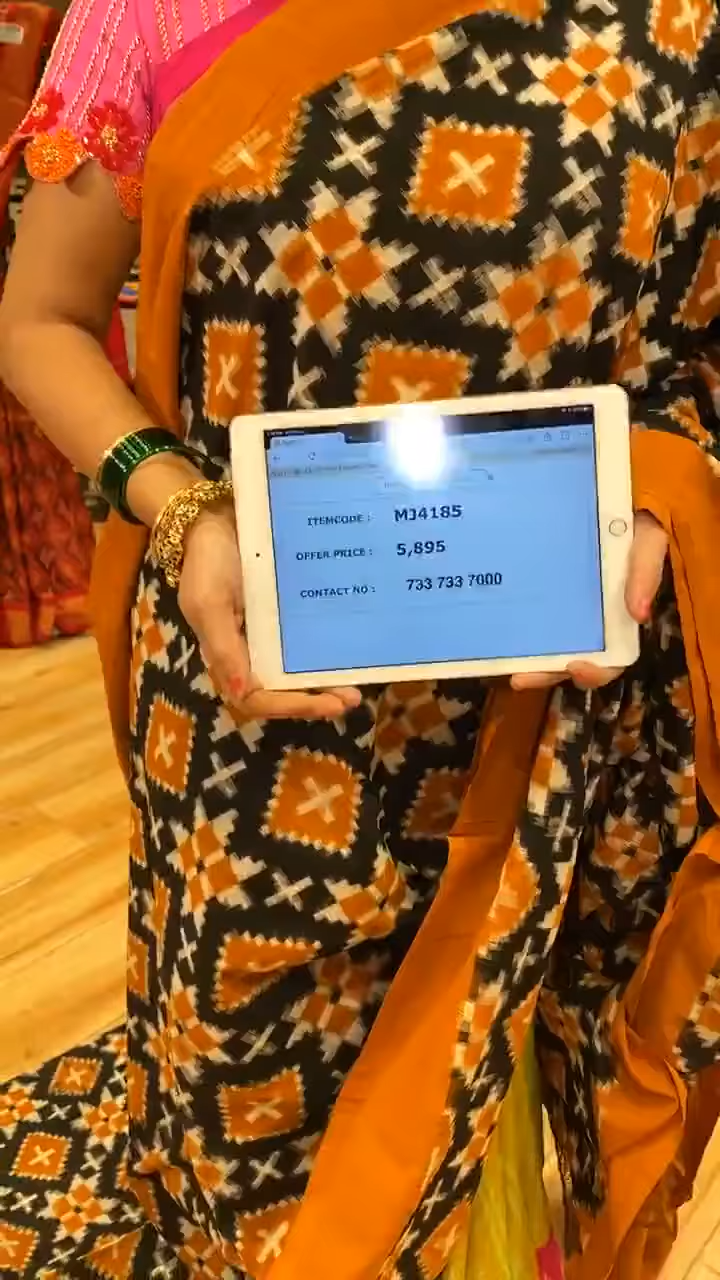 ITEMCODE : MJ4185
OFFER PRICE : 5,895
CONTACT NO : 733 733 7000